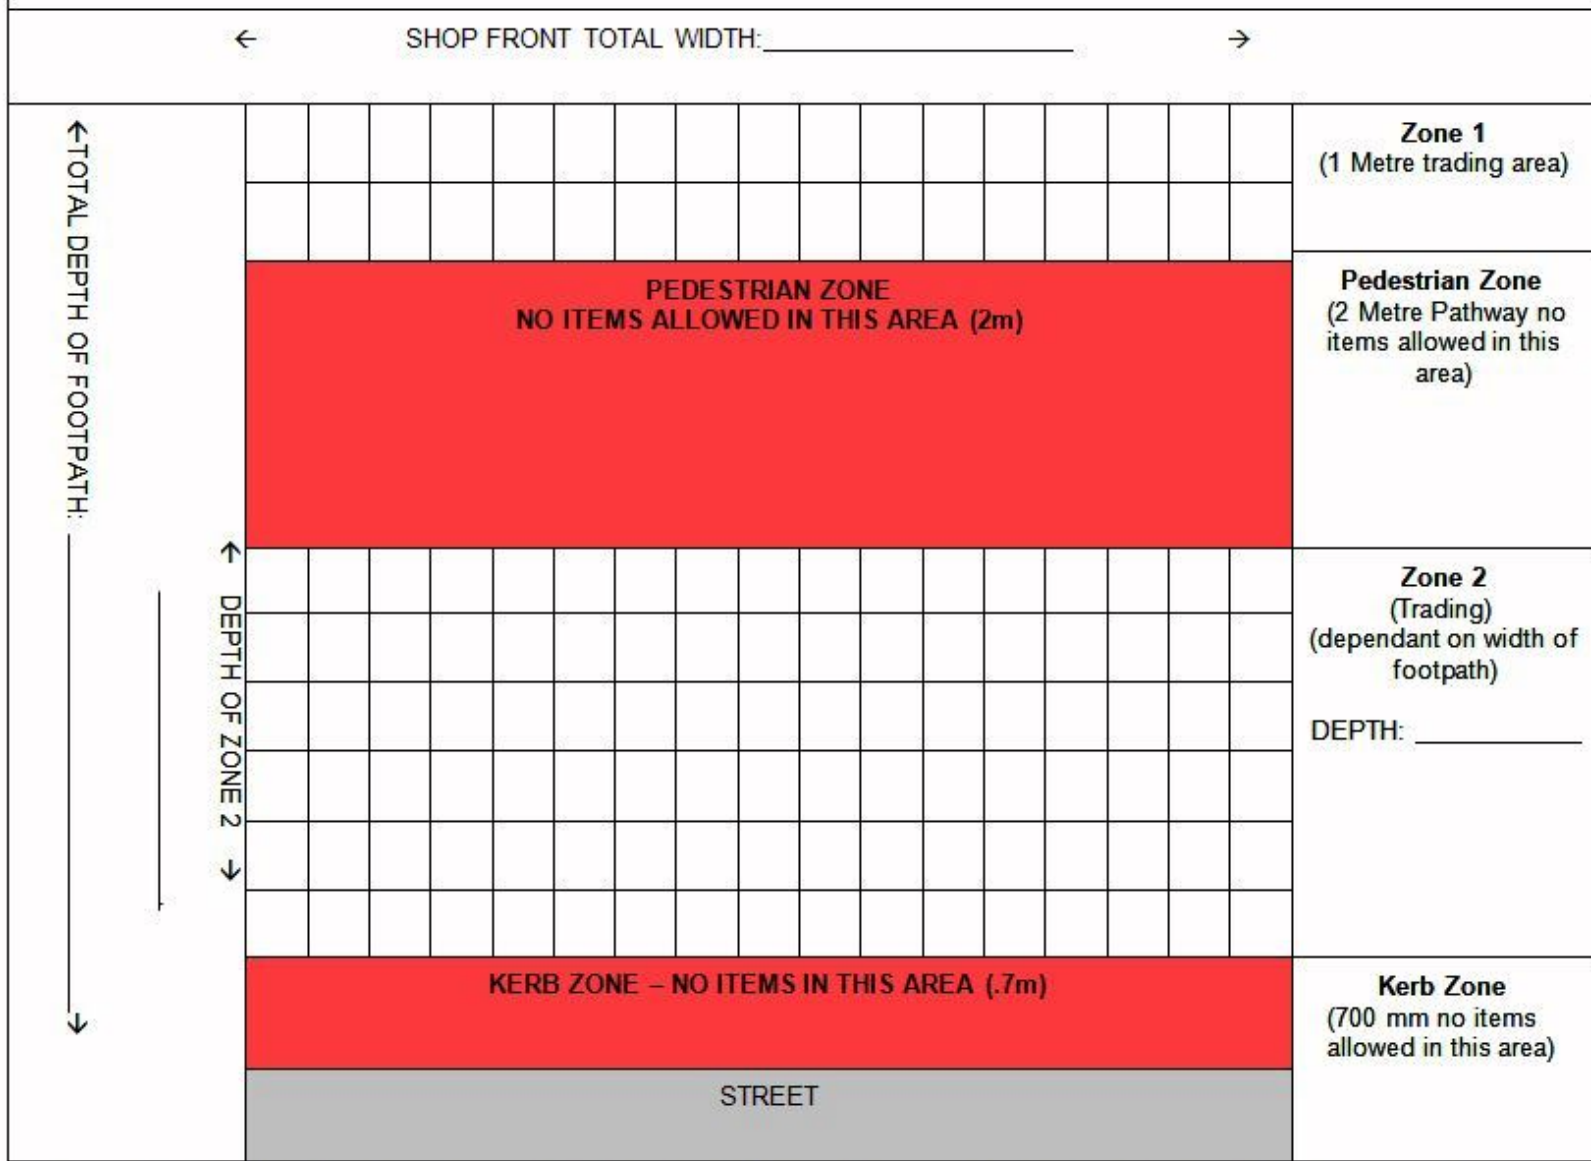 ← SHOP FRONT TOTAL WIDTH:____________________ →
←TOTAL DEPTH OF FOOTPATH: ____________________→
Zone 1
(1 Metre trading area)
PEDESTRIAN ZONE
NO ITEMS ALLOWED IN THIS AREA (2m)
Pedestrian Zone
(2 Metre Pathway no
items allowed in this
area)
← DEPTH OF ZONE 2 →
Zone 2
(Trading)
(dependant on width of
footpath)
DEPTH: ___________
KERB ZONE – NO ITEMS IN THIS AREA (.7m)
Kerb Zone
(700 mm no items
allowed in this area)
STREET